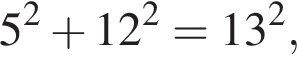 5² + 12² = 13²,